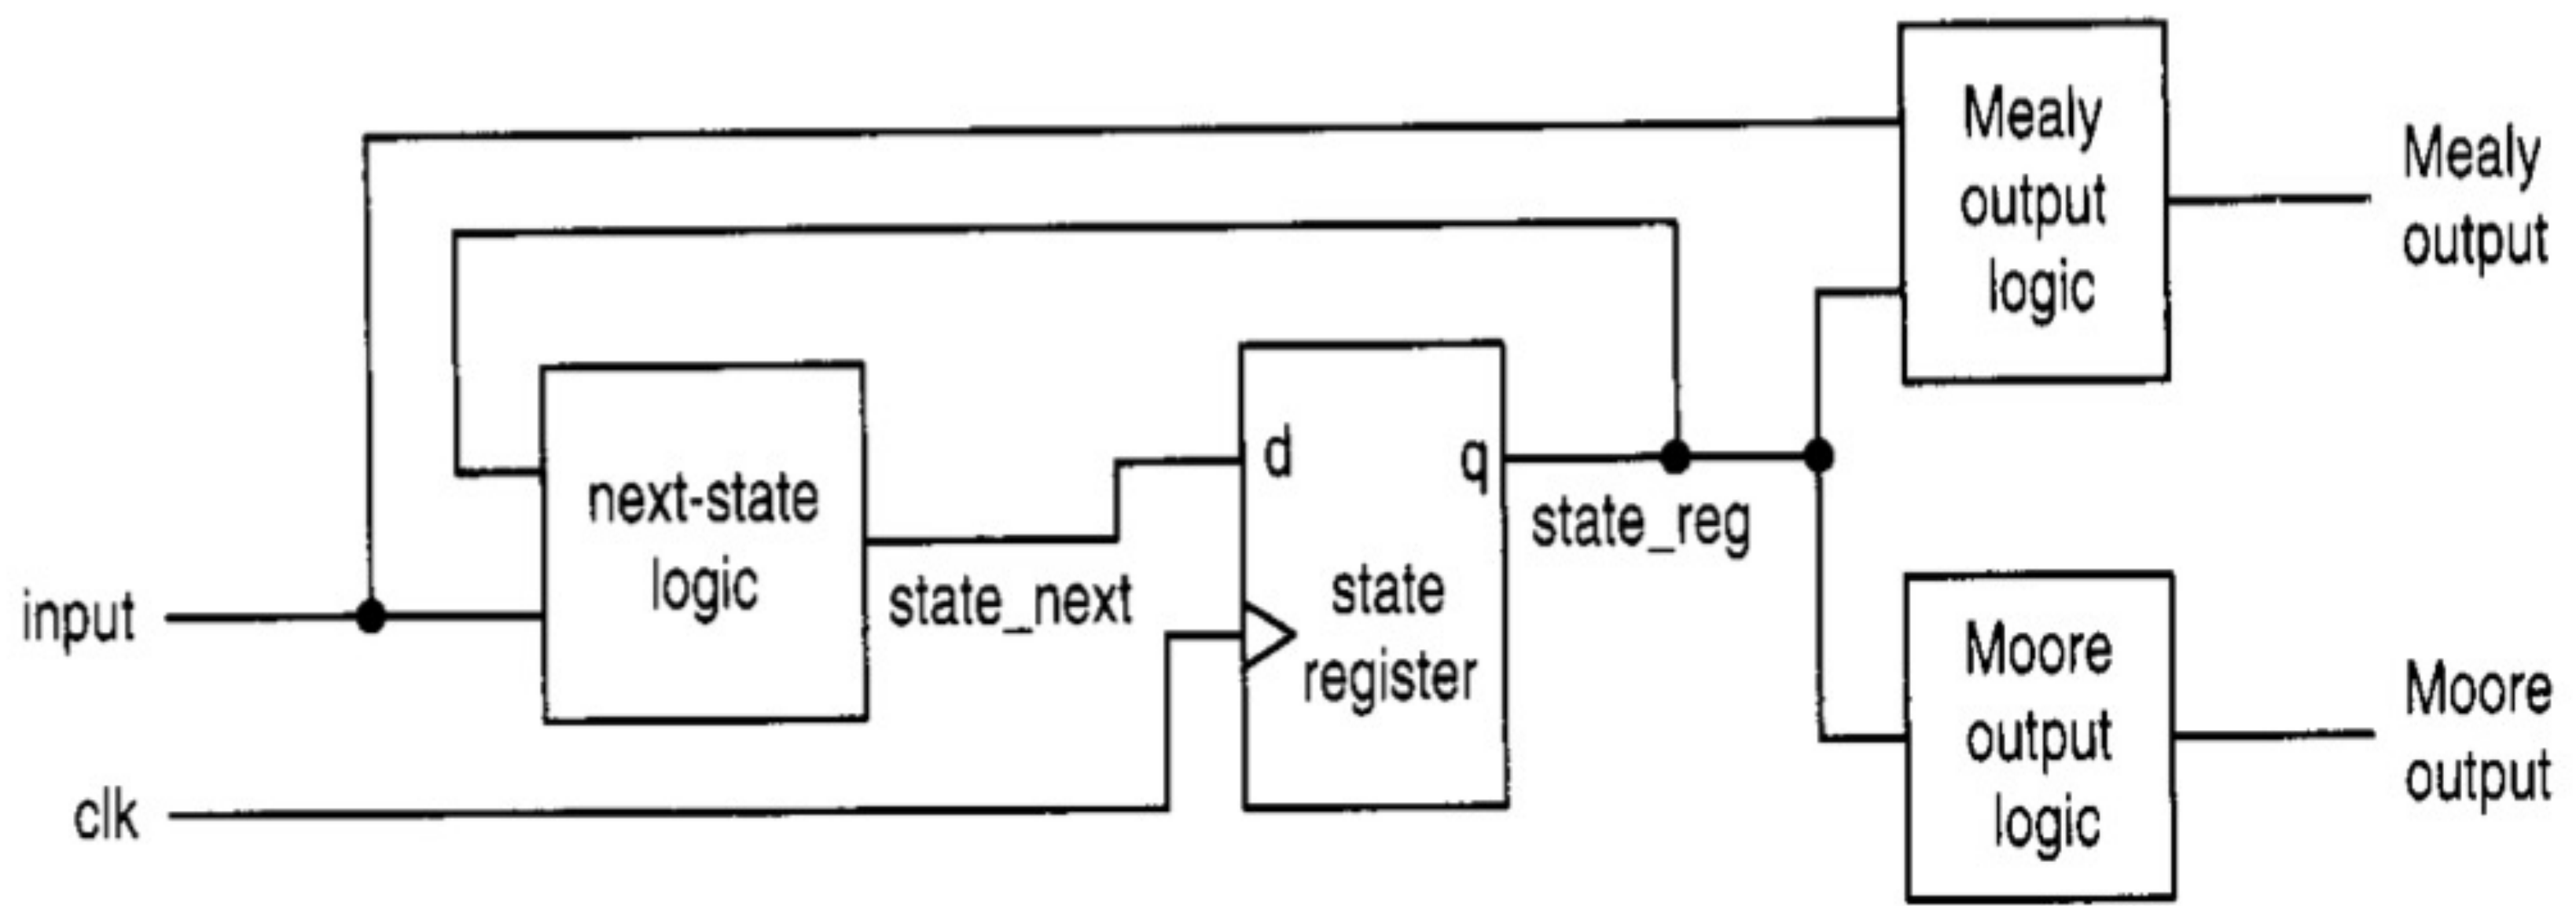 Mealy
output
logic
Mealy
output
next-state
logic
d
q
state
register
state_next
state_reg
input
clk
Moore
output
logic
Moore
output